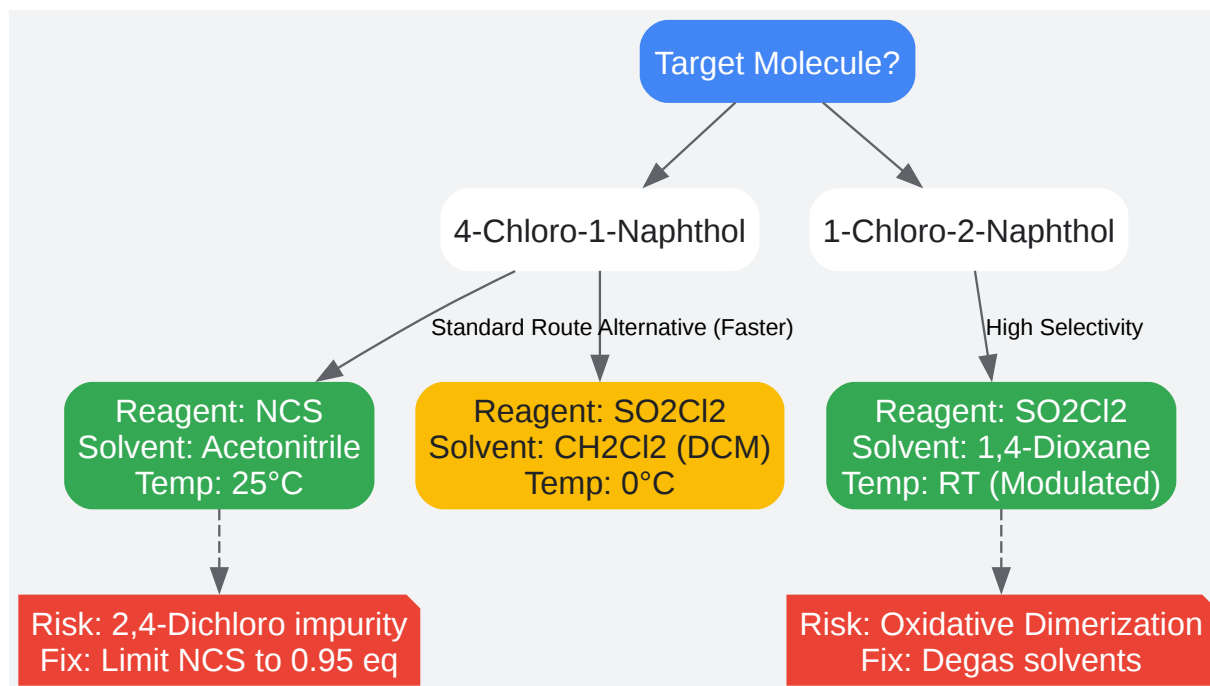 Target Molecule?
4-Chloro-1-Naphthol
1-Chloro-2-Naphthol
Standard Route
Alternative (Faster)
High Selectivity
Reagent: NCS
Solvent: Acetonitrile
Temp: 25°C
Reagent: SO2Cl2
Solvent: CH2Cl2 (DCM)
Temp: 0°C
Reagent: SO2Cl2
Solvent: 1,4-Dioxane
Temp: RT (Modulated)
Risk: 2,4-Dichloro impurity
Fix: Limit NCS to 0.95 eq
Risk: Oxidative Dimerization
Fix: Degas solvents